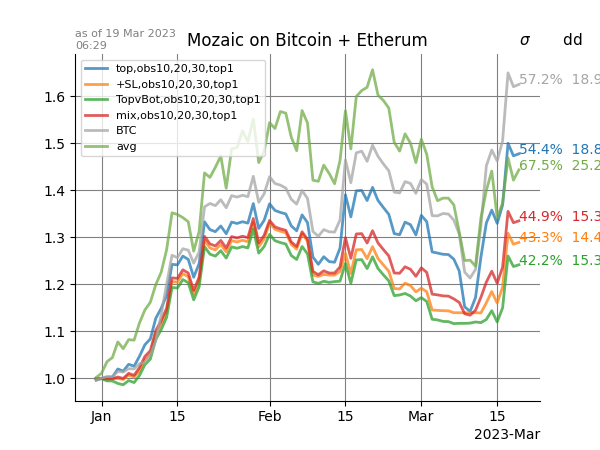 as of 19 Mar 2023
06:29
Mozaic on Bitcoin + Etherum
σ dd
top,obs10,20,30,top1
+SL,obs10,20,30,top1
TopvBot,obs10,20,30,top1
mix,obs10,20,30,top1
BTC
avg
57.2% 18.9
54.4% 18.8
67.5% 25.2
44.9% 15.3
43.3% 14.4
42.2% 15.3
1.6
1.5
1.4
1.3
1.2
1.1
1.0
Jan 15 Feb 15 Mar 15
2023-Mar